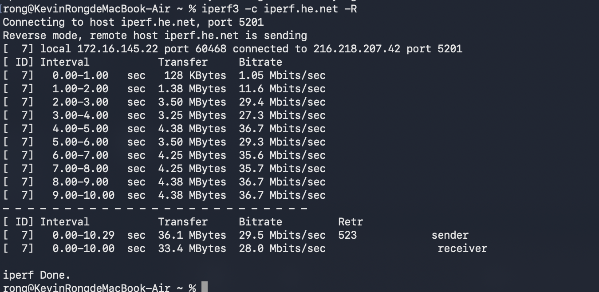 rong@KevinRongdeMacBook-Air ~ % iperf3 -c iperf.he.net -R
Connecting to host iperf.he.net, port 5201
Reverse mode, remote host iperf.he.net is sending
[  7] local 172.16.145.22 port 60468 connected to 216.218.207.42 port 5201
[ ID] Interval           Transfer     Bitrate
[  7]   0.00-1.00   sec   128 KBytes  1.05 Mbits/sec
[  7]   1.00-2.00   sec  1.38 MBytes  11.6 Mbits/sec
[  7]   2.00-3.00   sec  3.50 MBytes  29.4 Mbits/sec
[  7]   3.00-4.00   sec  3.25 MBytes  27.3 Mbits/sec
[  7]   4.00-5.00   sec  4.38 MBytes  36.7 Mbits/sec
[  7]   5.00-6.00   sec  3.50 MBytes  29.3 Mbits/sec
[  7]   6.00-7.00   sec  4.25 MBytes  35.6 Mbits/sec
[  7]   7.00-8.00   sec  4.25 MBytes  35.7 Mbits/sec
[  7]   8.00-9.00   sec  4.38 MBytes  36.7 Mbits/sec
[  7]   9.00-10.00  sec  4.38 MBytes  36.7 Mbits/sec
- - - - - - - - - - - - - - - - - - - - - - - - -
[ ID] Interval           Transfer     Bitrate         Retr
[  7]   0.00-10.29  sec  36.1 MBytes  29.5 Mbits/sec  523             sender
[  7]   0.00-10.00  sec  33.4 MBytes  28.0 Mbits/sec                  receiver
iperf Done.
rong@KevinRongdeMacBook-Air ~ %